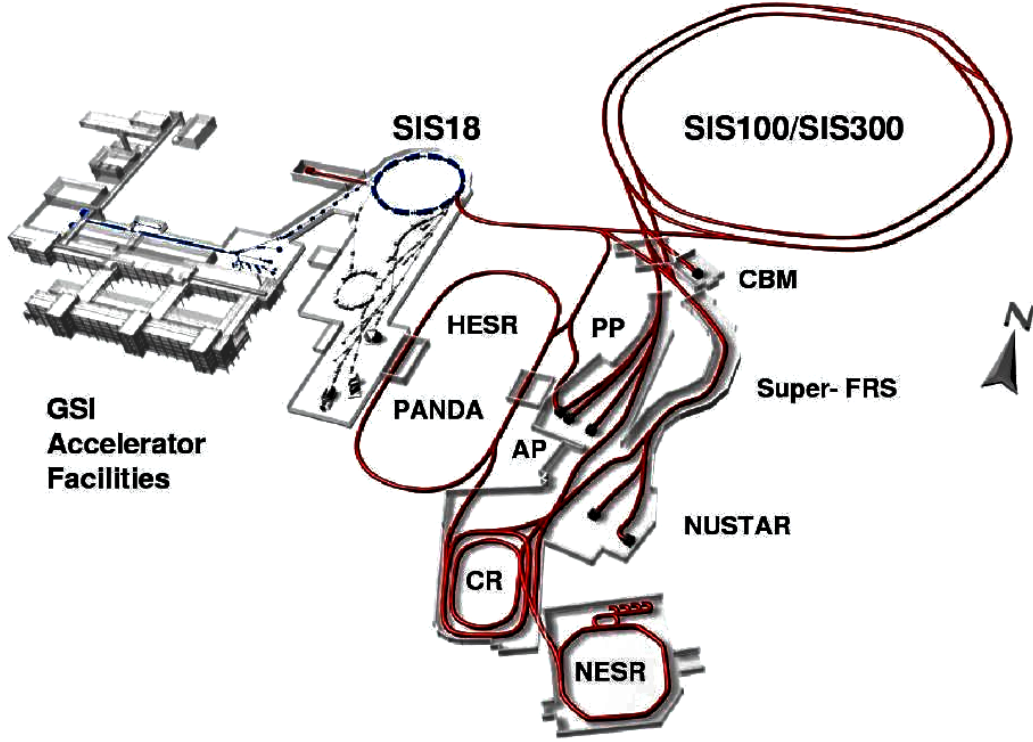 SIS18
SIS100/SIS300
N
CBM
HESR
PP
Super- FRS
PANDA
GSI
Accelerator
Facilities
AP
NUSTAR
CR
NESR